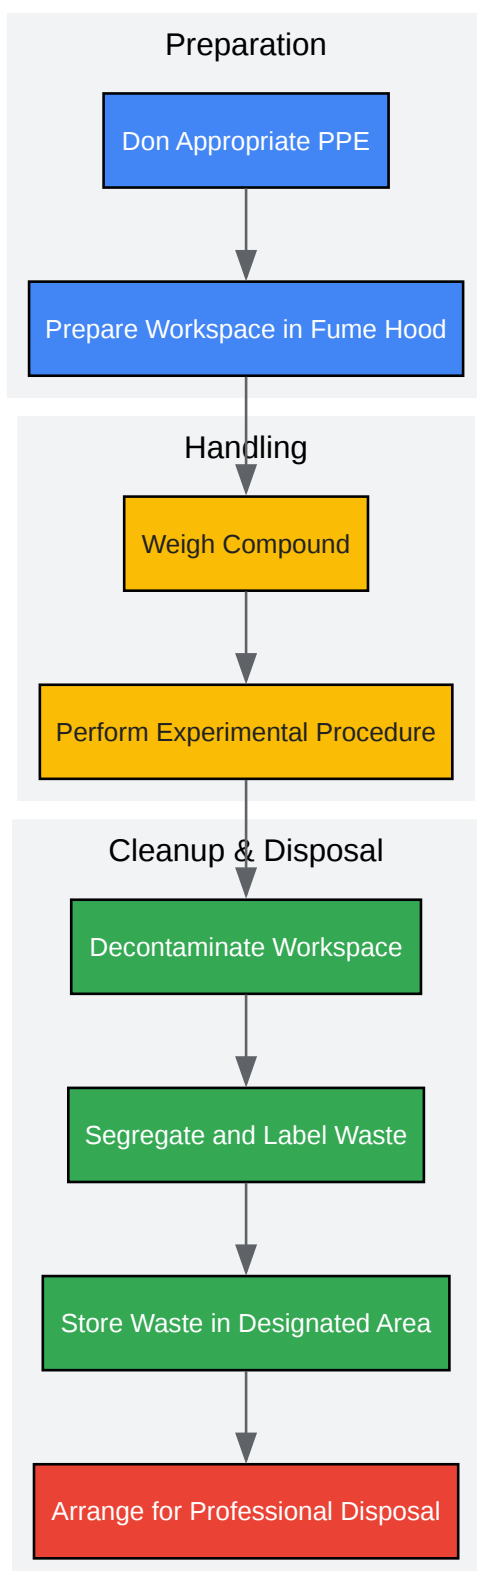 Preparation
Don Appropriate PPE
Prepare Workspace in Fume Hood
Handling
Weigh Compound
Perform Experimental Procedure
Cleanup & Disposal
Decontaminate Workspace
Segregate and Label Waste
Store Waste in Designated Area
Arrange for Professional Disposal